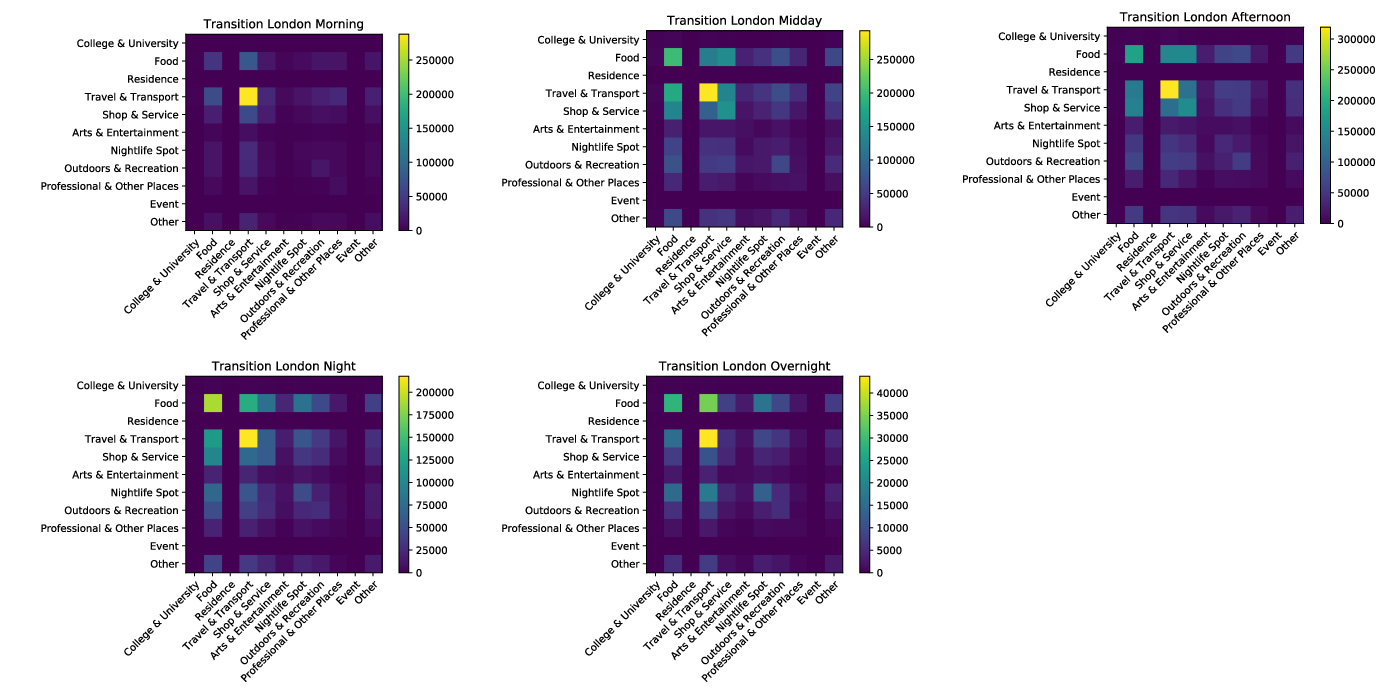 Transition London Morning
College & University
Food
Residence
Travel & Transport
Shop & Service
Arts & Entertainment
Nightlife Spot
Outdoors & Recreation
Professional & Other Places
Event
Other
College & University
Food
Residence
Travel & Transport
Shop & Service
Arts & Entertainment
Nightlife Spot
Outdoors & Recreation
Professional & Other Places
Event
Other
250000
200000
150000
100000
50000
0
Transition London Midday
College & University
Food
Residence
Travel & Transport
Shop & Service
Arts & Entertainment
Nightlife Spot
Outdoors & Recreation
Professional & Other Places
Event
Other
College & University
Food
Residence
Travel & Transport
Shop & Service
Arts & Entertainment
Nightlife Spot
Outdoors & Recreation
Professional & Other Places
Event
Other
250000
200000
150000
100000
50000
0
Transition London Afternoon
College & University
Food
Residence
Travel & Transport
Shop & Service
Arts & Entertainment
Nightlife Spot
Outdoors & Recreation
Professional & Other Places
Event
Other
College & University
Food
Residence
Travel & Transport
Shop & Service
Arts & Entertainment
Nightlife Spot
Outdoors & Recreation
Professional & Other Places
Event
Other
300000
250000
200000
150000
100000
50000
0
Transition London Night
College & University
Food
Residence
Travel & Transport
Shop & Service
Arts & Entertainment
Nightlife Spot
Outdoors & Recreation
Professional & Other Places
Event
Other
College & University
Food
Residence
Travel & Transport
Shop & Service
Arts & Entertainment
Nightlife Spot
Outdoors & Recreation
Professional & Other Places
Event
Other
200000
175000
150000
125000
100000
75000
50000
25000
0
Transition London Overnight
College & University
Food
Residence
Travel & Transport
Shop & Service
Arts & Entertainment
Nightlife Spot
Outdoors & Recreation
Professional & Other Places
Event
Other
College & University
Food
Residence
Travel & Transport
Shop & Service
Arts & Entertainment
Nightlife Spot
Outdoors & Recreation
Professional & Other Places
Event
Other
40000
35000
30000
25000
20000
15000
10000
5000
0